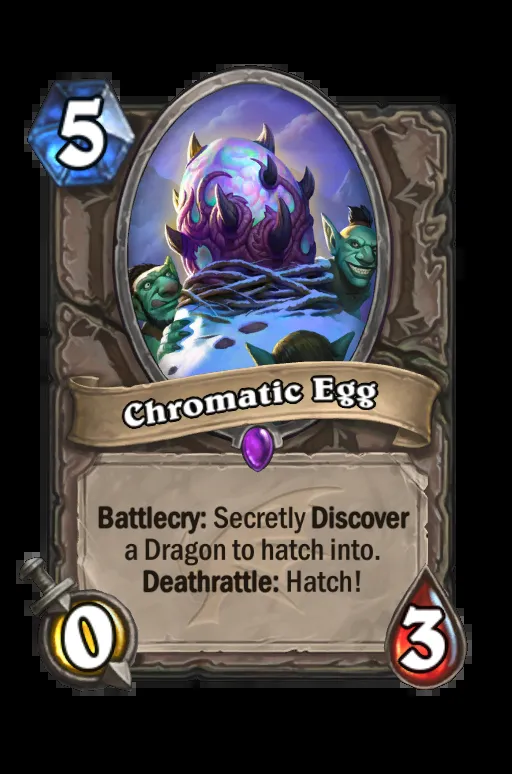 5
Chromatic Egg
Battlecry: Secretly Discover
a Dragon to hatch into.
Deathrattle: Hatch!
0
3